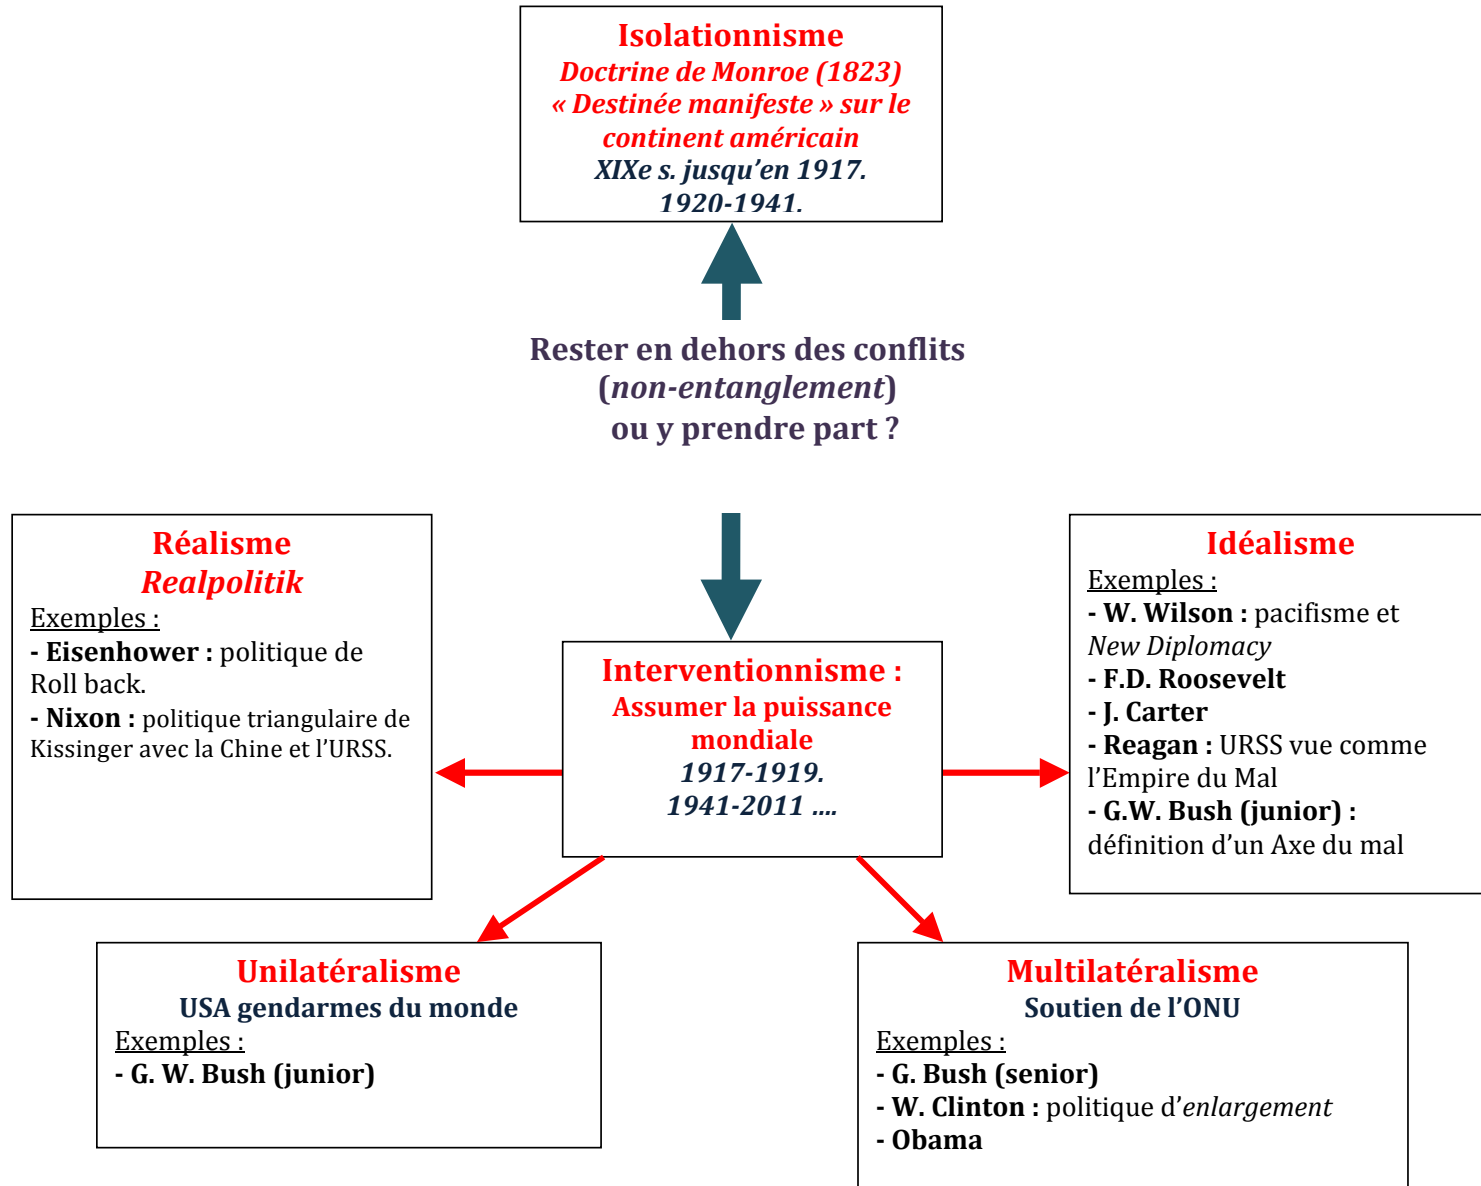 Isolationnisme
Doctrine de Monroe (1823)
« Destinée manifeste » sur le
continent américain
XIXe s. jusqu’en 1917.
1920-1941.
Rester en dehors des conflits
(non-entanglement)
ou y prendre part ?
Réalisme
Realpolitik
Exemples :
- Eisenhower : politique de
Roll back.
- Nixon : politique triangulaire de
Kissinger avec la Chine et l’URSS.
Interventionnisme :
Assumer la puissance
mondiale
1917-1919.
1941-2011 ….
Idéalisme
Exemples :
- W. Wilson : pacifisme et
New Diplomacy
- F.D. Roosevelt
- J. Carter
- Reagan : URSS vue comme
l’Empire du Mal
- G.W. Bush (junior) :
définition d’un Axe du mal
Unilatéralisme
USA gendarmes du monde
Exemples :
- G. W. Bush (junior)
Multilatéralisme
Soutien de l’ONU
Exemples :
- G. Bush (senior)
- W. Clinton : politique d’enlargement
- Obama